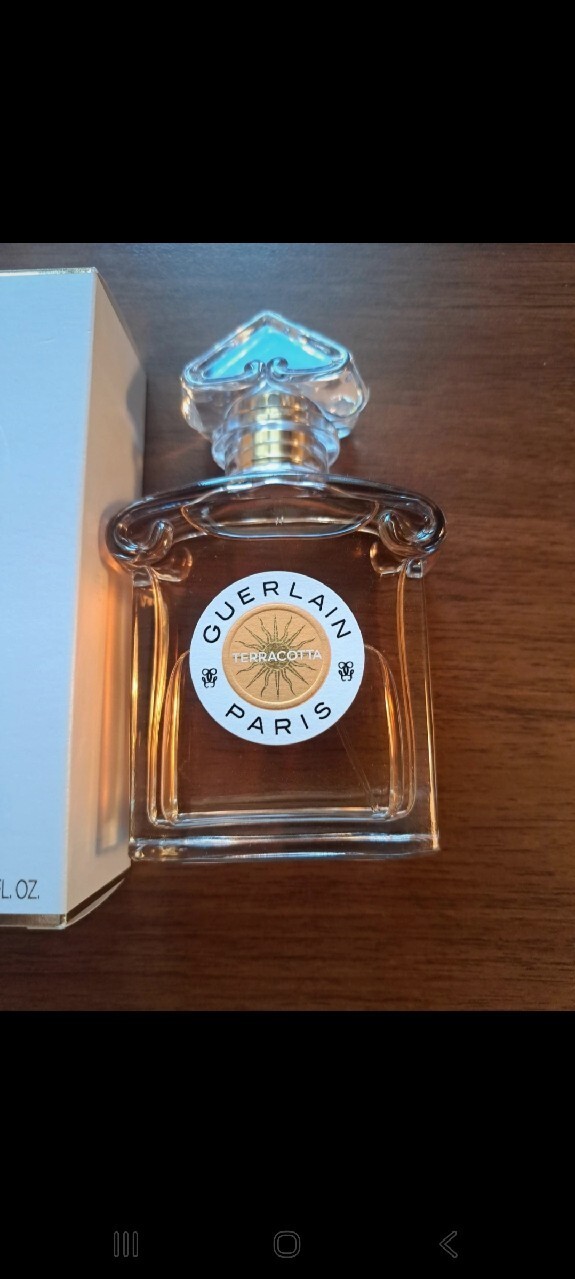 GUERLAIN
TERRACOTTA
PARIS
FL. OZ.